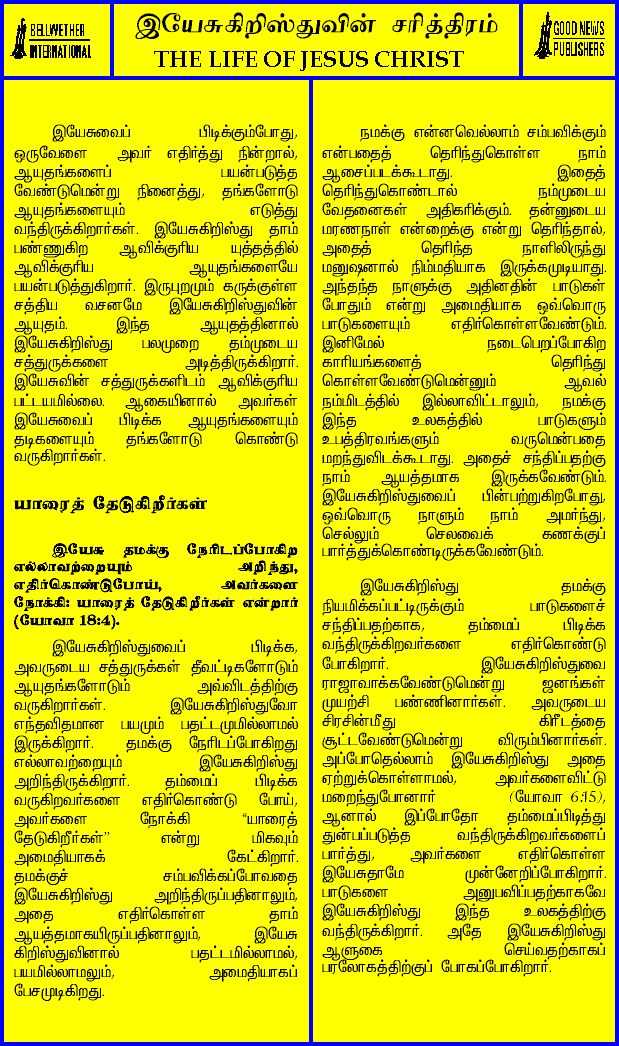 BELLWETHER
INTERNATIONAL
இயேசுகிறிஸ்துவின் சரித்திரம்
THE LIFE OF JESUS CHRIST
GOOD NEWS
PUBLISHERS
இயேசுவைப் பிடிக்கும்போது,
ஒருவேளை அவர் எதிர்த்து நின்றால்,
ஆயுதங்களைப் பயன்படுத்த
வேண்டுமென்று நினைத்து, தங்களோடு
ஆயுதங்களையும் எடுத்து
வந்திருக்கிறார்கள். இயேசுகிறிஸ்து தாம்
பண்ணுகிற ஆவிக்குரிய யுத்தத்தில்
ஆவிக்குரிய ஆயுதங்களையே
பயன்படுத்துகிறார். இருபுறமும் கருக்குள்ள
சத்திய வசனமே இயேசுகிறிஸ்துவின்
ஆயுதம். இந்த ஆயுதத்தினால்
இயேசுகிறிஸ்து பலமுறை தம்முடைய
சத்துருக்களை அடித்திருக்கிறார்.
இயேசுவின் சத்துருக்களிடம் ஆவிக்குரிய
பட்டயமில்லை. ஆகையினால் அவர்கள்
இயேசுவைப் பிடிக்க ஆயுதங்களையும்
தடிகளையும் தங்களோடு கொண்டு
வருகிறார்கள்.
யாரைத் தேடுகிறீர்கள்
இயேசு தமக்கு நேரிடப்போகிற
எல்லாவற்றையும் அறிந்து,
எதிர்கொண்டுபோய், அவர்களை
நோக்கி: யாரைத் தேடுகிறீர்கள் என்றார்
(யோவா 18:4).
இயேசுகிறிஸ்துவைப் பிடிக்க,
அவருடைய சத்துருக்கள் தீவட்டிகளோடும்
ஆயுதங்களோடும் அவ்விடத்திற்கு
வருகிறார்கள். இயேசுகிறிஸ்துவோ
எந்தவிதமான பயமும் பதட்டமுமில்லாமல்
இருக்கிறார். தமக்கு நேரிடப்போகிறது
எல்லாவற்றையும் இயேசுகிறிஸ்து
அறிந்திருக்கிறார். தம்மைப் பிடிக்க
வருகிறவர்களை எதிர்கொண்டு போய்,
அவர்களை நோக்கி “யாரைத்
தேடுகிறீர்கள்” என்று மிகவும்
அமைதியாகக் கேட்கிறார்.
தமக்குச் சம்பவிக்கப்போவதை
இயேசுகிறிஸ்து அறிந்திருப்பதினாலும்,
அதை எதிர்கொள்ள தாம்
ஆயத்தமாகயிருப்பதினாலும், இயேசு
கிறிஸ்துவினால் பதட்டமில்லாமல்,
பயமில்லாமலும், அமைதியாகப்
பேசமுடிகிறது.
நமக்கு என்னவெல்லாம் சம்பவிக்கும்
என்பதைத் தெரிந்துகொள்ள நாம்
ஆசைப்படக்கூடாது. இதைத்
தெரிந்துகொண்டால் நம்முடைய
வேதனைகள் அதிகரிக்கும். தன்னுடைய
மரணநாள் என்றைக்கு என்று தெரிந்தால்,
அதைத் தெரிந்த நாளிலிருந்து
மனுஷனால் நிம்மதியாக இருக்கமுடியாது.
அந்தந்த நாளுக்கு அதினதின் பாடுகள்
போதும் என்று அமைதியாக ஒவ்வொரு
பாடுகளையும் எதிர்கொள்ளவேண்டும்.
இனிமேல் நடைபெறப்போகிற
காரியங்களைத் தெரிந்து
கொள்ளவேண்டுமென்னும் ஆவல்
நம்மிடத்தில் இல்லாவிட்டாலும், நமக்கு
இந்த உலகத்தில் பாடுகளும்
உபத்திரவங்களும் வருமென்பதை
மறந்துவிடக்கூடாது. அதைச் சந்திப்பதற்கு
நாம் ஆயத்தமாக இருக்கவேண்டும்.
இயேசுகிறிஸ்துவைப் பின்பற்றுகிறபோது,
ஒவ்வொரு நாளும் நாம் அமர்ந்து,
செல்லும் செலவைக் கணக்குப்
பார்த்துக்கொண்டிருக்கவேண்டும்.
இயேசுகிறிஸ்து தமக்கு
நியமிக்கப்பட்டிருக்கும் பாடுகளைச்
சந்திப்பதற்காக, தம்மைப் பிடிக்க
வந்திருக்கிறவர்களை எதிர்கொண்டு
போகிறார். இயேசுகிறிஸ்துவை
ராஜாவாக்கவேண்டுமென்று ஜனங்கள்
முயற்சி பண்ணினார்கள். அவருடைய
சிரசின்மீது கிரீடத்தை
சூட்டவேண்டுமென்று விரும்பினார்கள்.
அப்போதெல்லாம் இயேசுகிறிஸ்து அதை
ஏற்றுக்கொள்ளாமல், அவர்களைவிட்டு
மறைந்துபோனார் (யோவா 6:15),
ஆனால் இப்போதோ தம்மைப்பிடித்து
துன்பப்படுத்த வந்திருக்கிறவர்களைப்
பார்த்து, அவர்களை எதிர்கொள்ள
இயேசுதாமே முன்னேறிப்போகிறார்.
பாடுகளை அனுபவிப்பதற்காகவே
இயேசுகிறிஸ்து இந்த உலகத்திற்கு
வந்திருக்கிறார். அதே இயேசுகிறிஸ்து
ஆளுகை செய்வதற்காகப்
பரலோகத்திற்குப் போகப்போகிறார்.